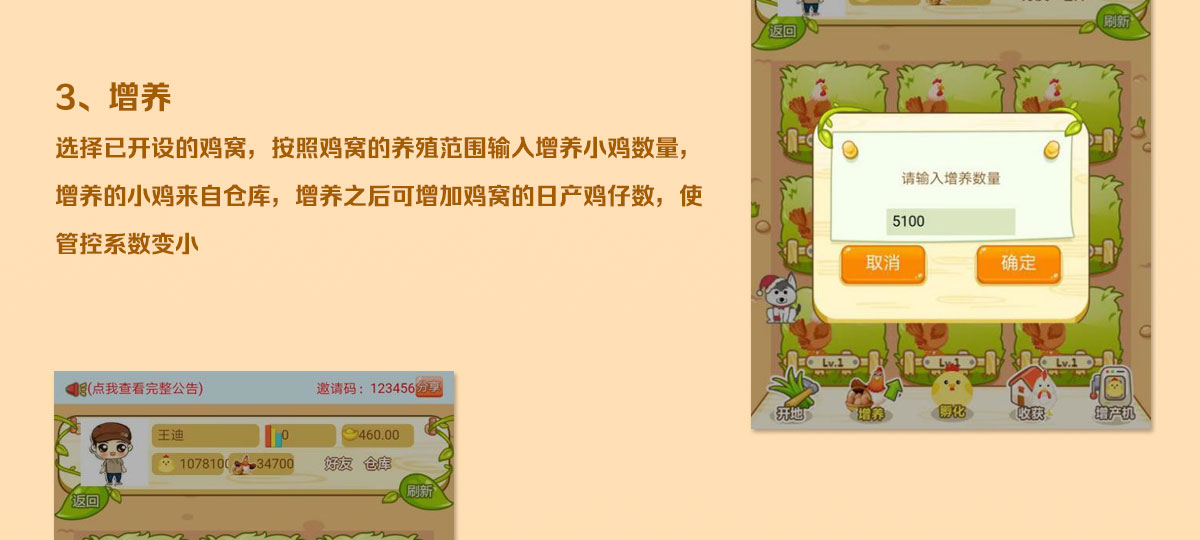 3、增养
选择已开设的鸡窝，按照鸡窝的养殖范围输入增养小鸡数量，
增养的小鸡来自仓库，增养之后可增加鸡窝的日产鸡仔数，使
管控系数变小
返回
刷新
请输入增养数量
5100
取消
确定
Lv.1
Lv.1
Lv.1
开地
增养
孵化
收获
增产机
(点我查看完整公告)
邀请码：123456
分享
王迪
0
460.00
107810
34700
好友
仓库
返回
刷新